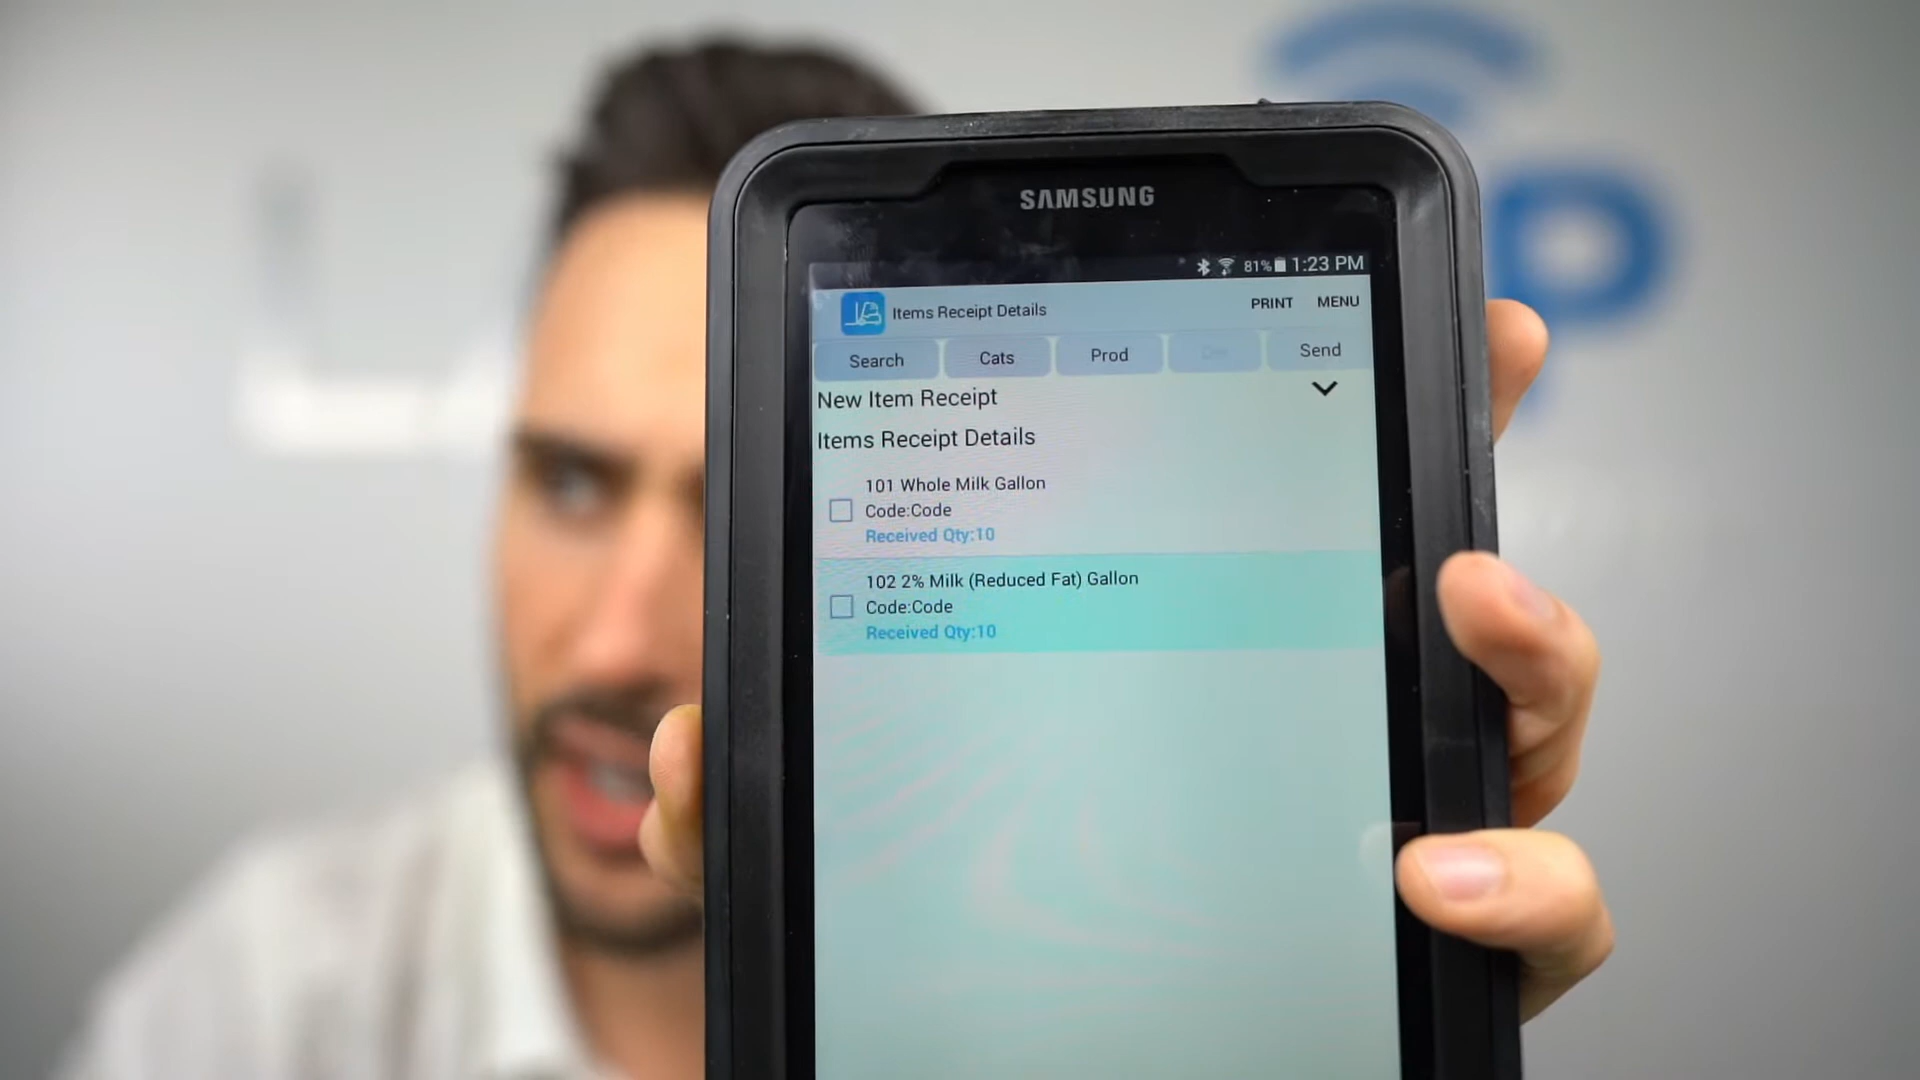 SAMSUNG
81% 1:23 PM
Items Receipt Details PRINT MENU
Search Cats Prod Send
New Item Receipt
Items Receipt Details
101 Whole Milk Gallon
Code:Code
Received Qty:10
102 2% Milk (Reduced Fat) Gallon
Code:Code
Received Qty:10
P